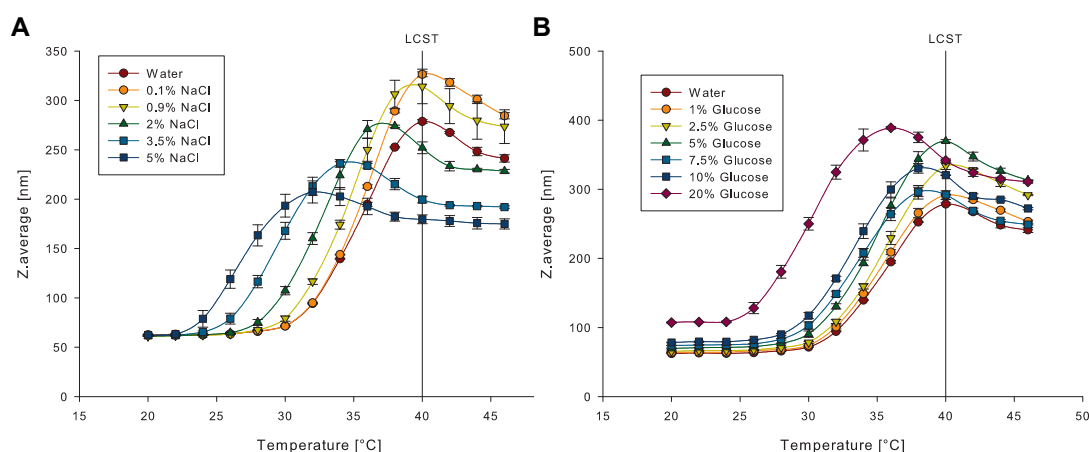 A
LCST
Z.average [nm]
350
300
250
200
150
100
50
0
Water
0.1% NaCl
0.9% NaCl
2% NaCl
3.5% NaCl
5% NaCl
15
20
25
30
35
40
45
Temperature [°C]
B
LCST
Z.average [nm]
500
400
300
200
100
0
Water
1% Glucose
2.5% Glucose
5% Glucose
7.5% Glucose
10% Glucose
20% Glucose
15
20
25
30
35
40
45
50
Temperature [°C]